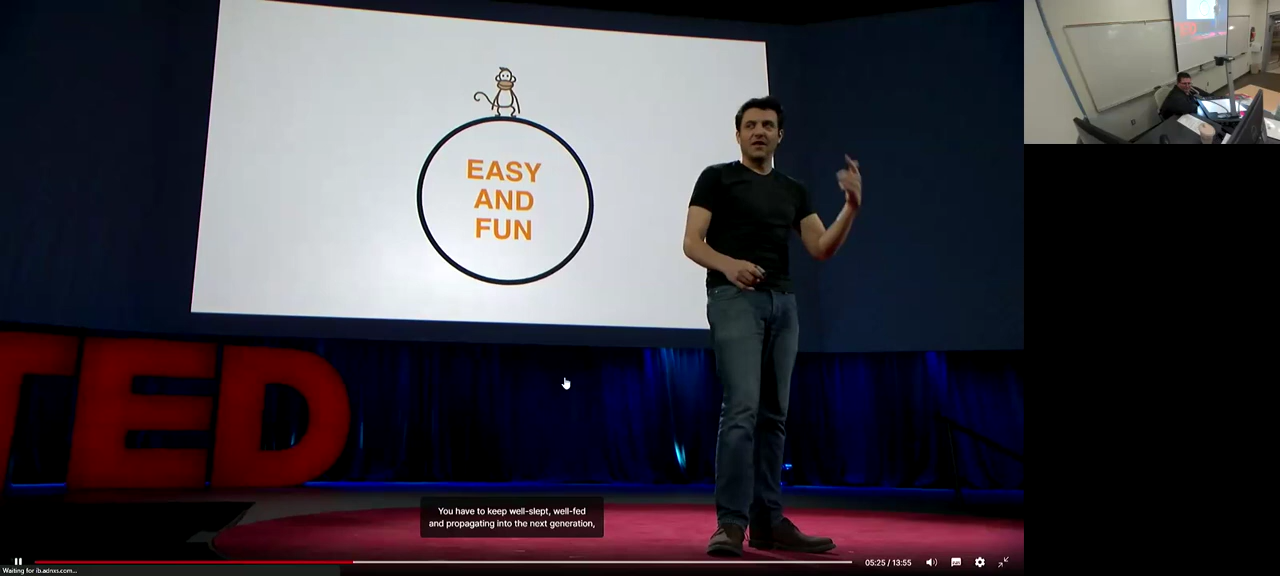 EASY
AND
FUN
TED
You have to keep well-slept, well-fed
and propagating into the next generation,
05:25 / 13:55
Waiting for ib.adnxs.com...